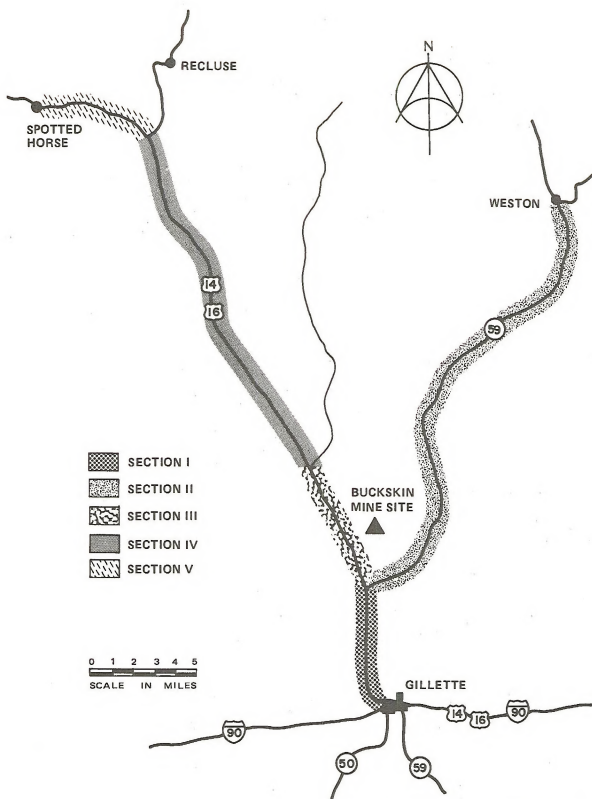 N
RECLUSE
SPOTTED
HORSE
WESTON
14
16
59
SECTION I
SECTION II
SECTION III
SECTION IV
SECTION V
BUCKSKIN
MINE SITE
0 1 2 3 4 5
SCALE IN MILES
GILLETTE
90
14
16
90
50
59